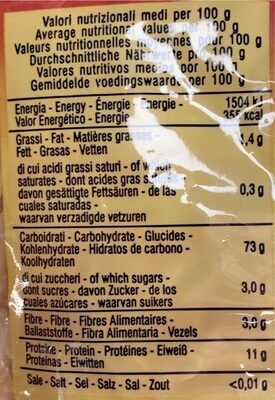 Valori nutrizionali medi per 100 g
Average nutritional values per 100 g
Valeurs nutritionnelles moyennes pour 100 g
Durchschnittliche Nährwerte pro 100 g
Valores nutritivos medios por 100 g
Gemiddelde voedingswaarde per 100 g
Energia - Energy - Énergie - Energie - 1504 kJ
Valor Energético - Energie 355 kcal
Grassi - Fat - Matières grasses - ,4g
Fett - Grasas - Vetten
di cui acidi grassi saturi - of which
saturates - dont acides gras
davon gesättigte Fettsäuren - de las 0,3 g
cuales saturadas -
waarvan verzadigde vetzuren
Carboidrati - Carbohydrate - Glucides -
Kohlenhydrate - Hidratos de carbono - 73 g
Koolhydraten
di cui zuccheri - of which sugars -
dont sucres - davon Zucker - de los 3,0 g
cuales azúcares - waarvan suikers
Fibre - Fibre - Fibres Alimentaires - 3,0 g
Ballaststoffe - Fibra Alimentaria - Vezels
Proteine - Protein - Protéines - Eiweiß - 11 g
Proteínas - Eiwitten
Sale - Salt - Sel - Salz - Sal - Zout <0,01 g